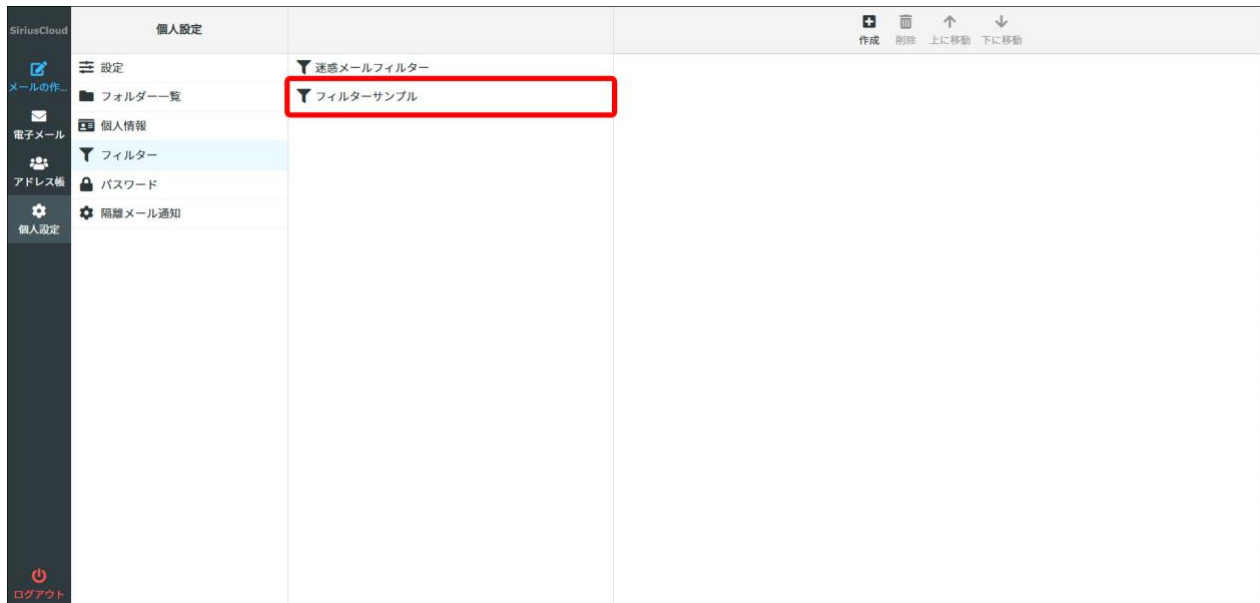 SiriusCloud
メールの作...
電子メール
アドレス帳
個人設定
ログアウト
個人設定
設定
フォルダー一覧
個人情報
フィルター
パスワード
隔離メール通知
迷惑メールフィルター
フィルターサンプル
作成
削除
上に移動
下に移動